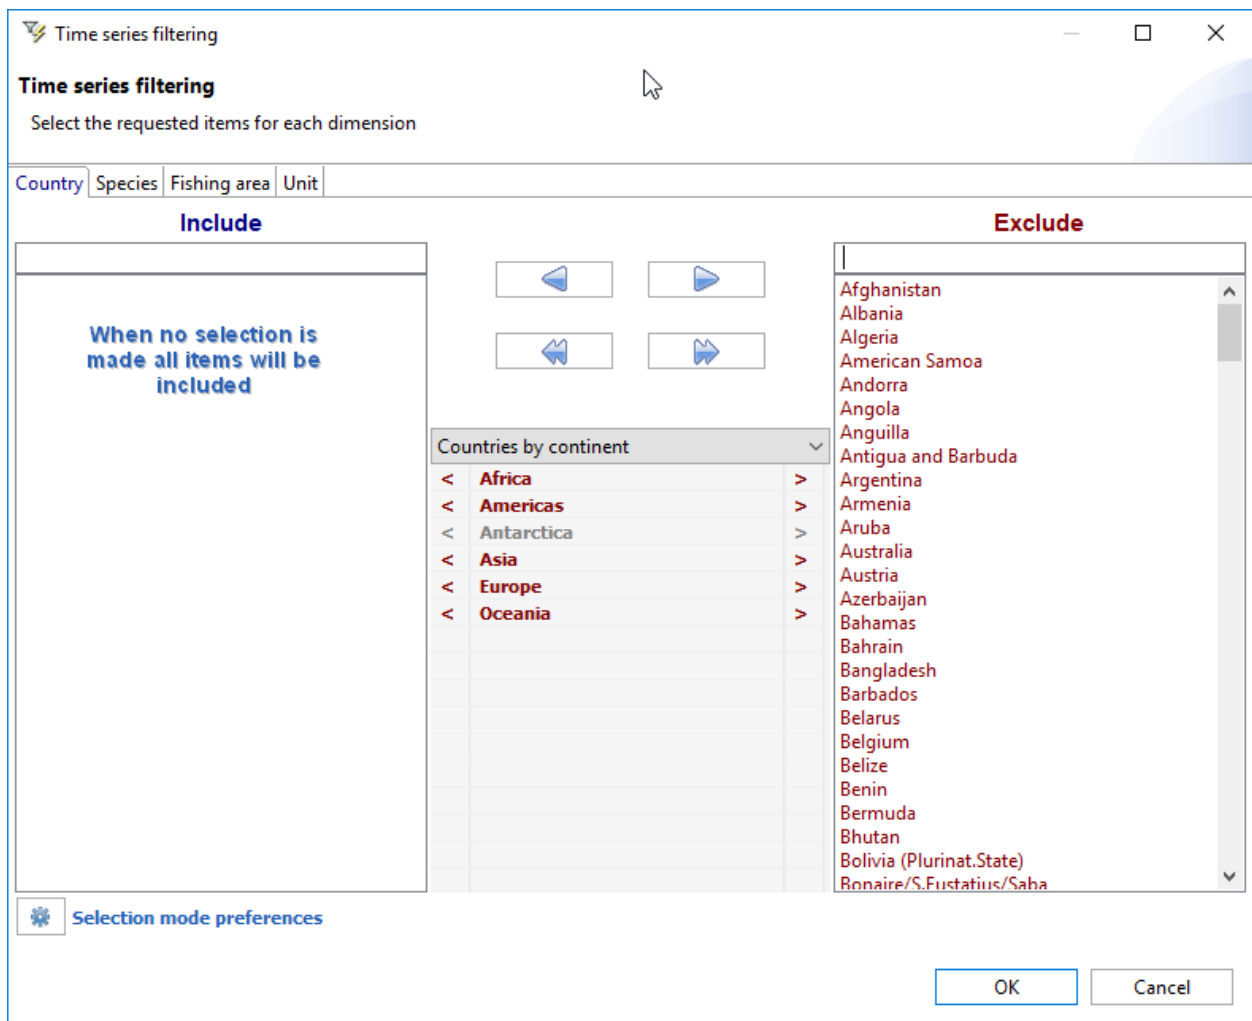 Time series filtering
Time series filtering
Select the requested items for each dimension
Country Species Fishing area Unit
Include
When no selection is
made all items will be
included
Countries by continent
< Africa >
< Americas >
< Antarctica >
< Asia >
< Europe >
< Oceania >
Exclude
Afghanistan
Albania
Algeria
American Samoa
Andorra
Angola
Anguilla
Antigua and Barbuda
Argentina
Armenia
Aruba
Australia
Austria
Azerbaijan
Bahamas
Bahrain
Bangladesh
Barbados
Belarus
Belgium
Belize
Benin
Bermuda
Bhutan
Bolivia (Plurinat.State)
Bonaire/S.Eustatius/Saba
Selection mode preferences
OK Cancel